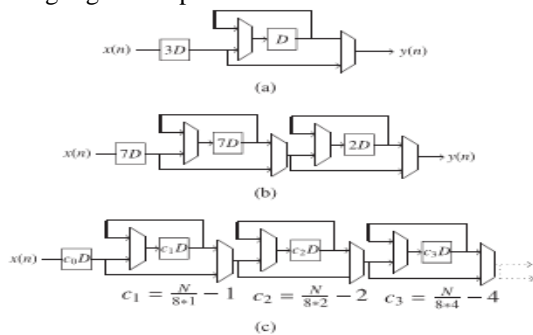 x(n) 3D D y(n)
(a)
x(n) 7D 7D 2D y(n)
(b)
x(n) c₀D c₁D c₂D c₃D
c₁ = N/8*1 − 1 c₂ = N/8*2 − 2 c₃ = N/8*4 − 4
(c)